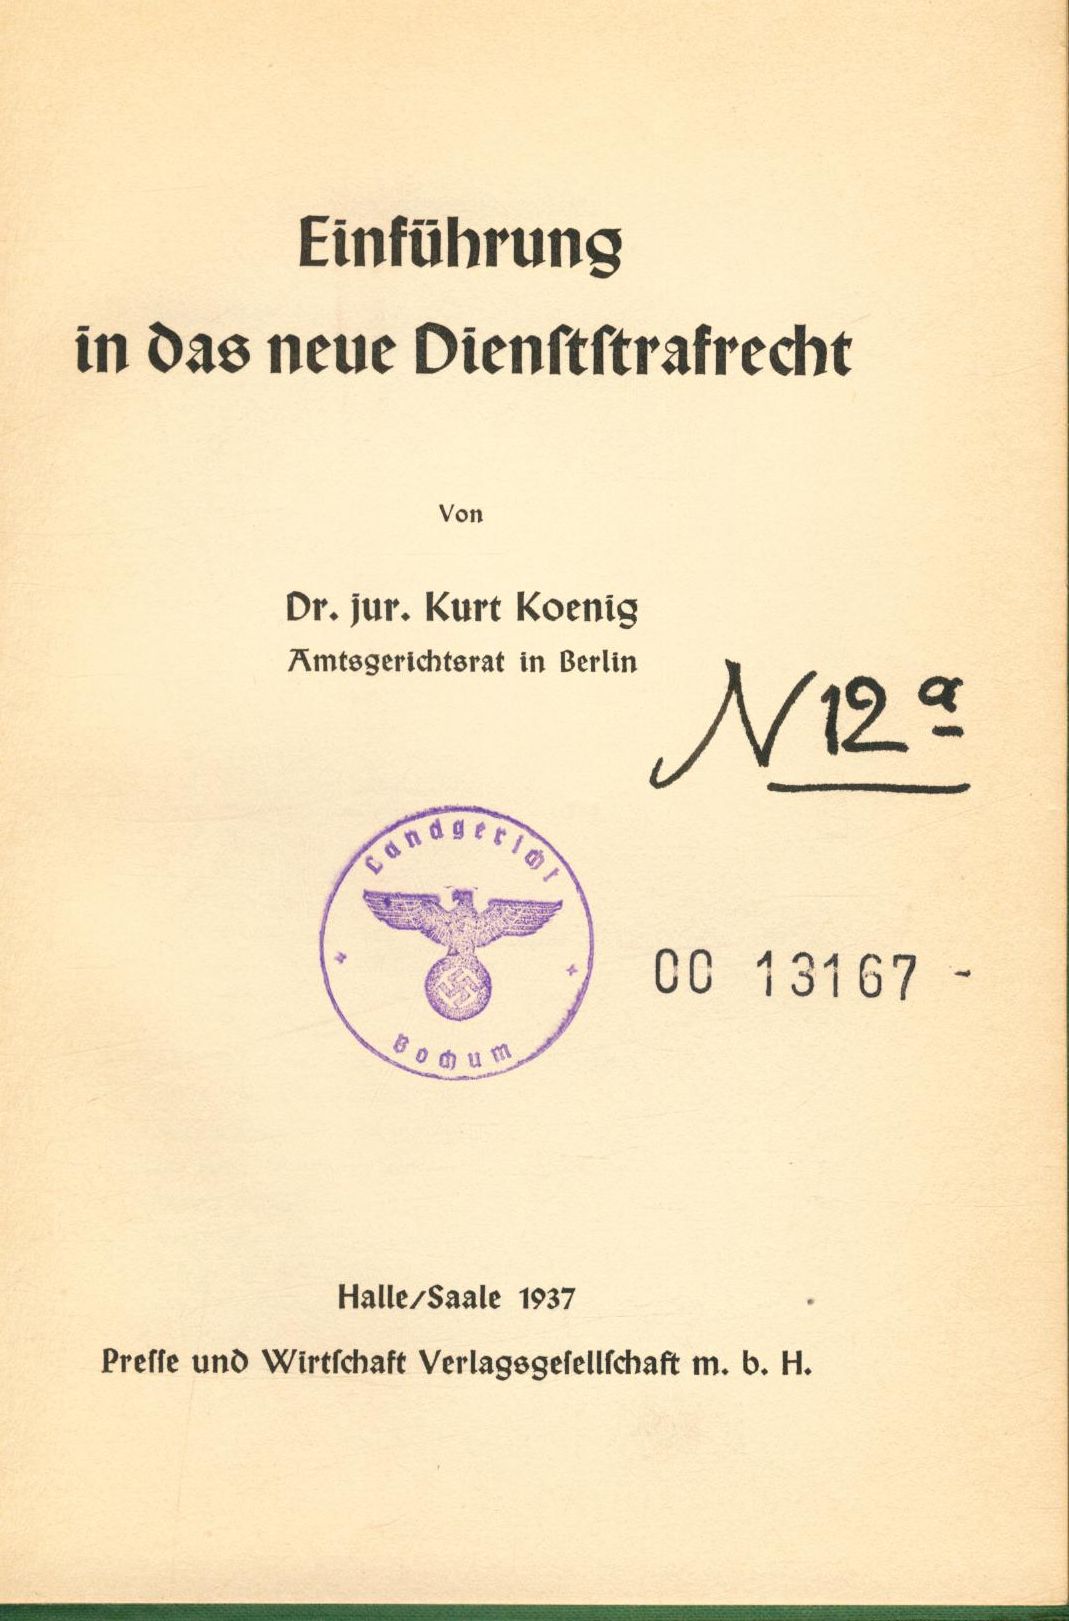 Einführung
in das neue Dienſtſtrafrecht
Von
Dr. jur. Kurt Koenig
Amtsgerichtsrat in Berlin
N 12 a
Landgericht
Bochum
00 13167 -
Halle/Saale 1937
Preſſe und Wirtſchaft Verlagsgeſellſchaft m. b. H.